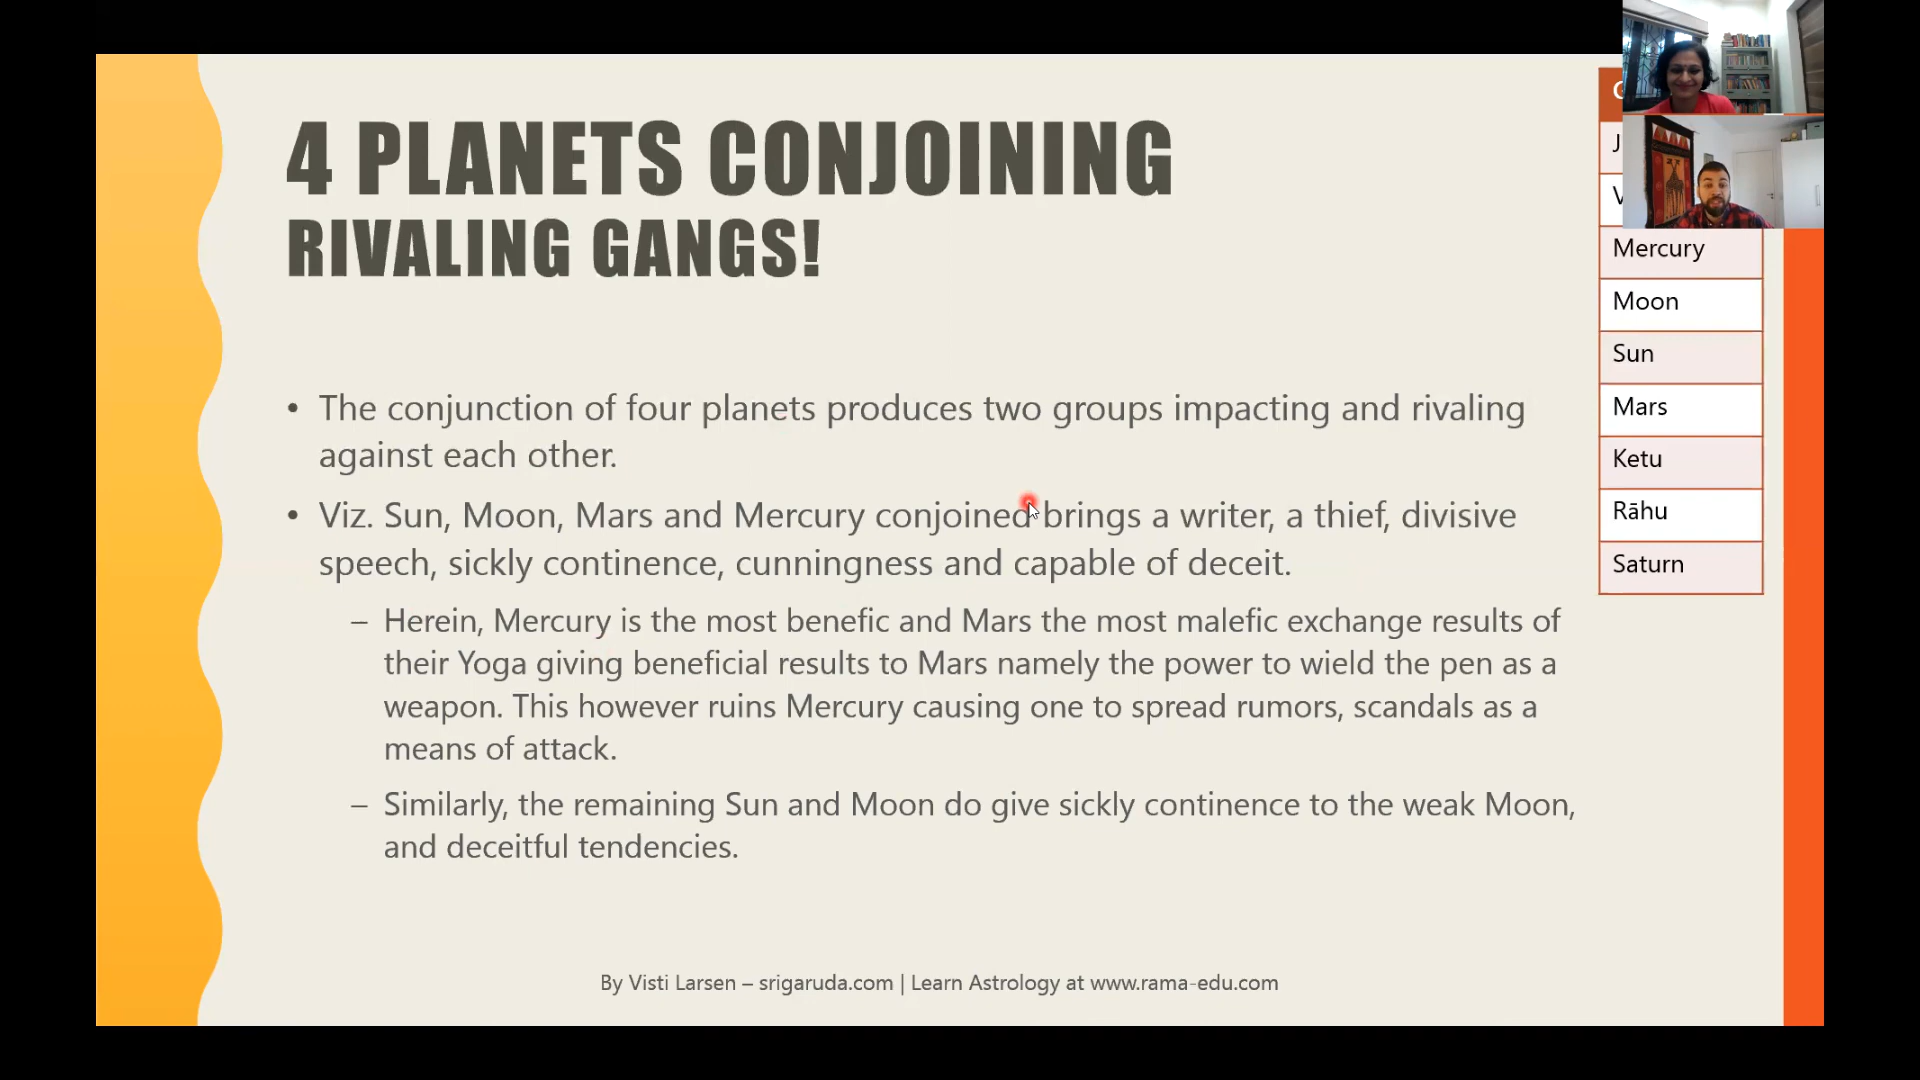 4 PLANETS CONJOINING
RIVALING GANGS!
• The conjunction of four planets produces two groups impacting and rivaling
against each other.
• Viz. Sun, Moon, Mars and Mercury conjoined brings a writer, a thief, divisive
speech, sickly continence, cunningness and capable of deceit.
– Herein, Mercury is the most benefic and Mars the most malefic exchange results of
their Yoga giving beneficial results to Mars namely the power to wield the pen as a
weapon. This however ruins Mercury causing one to spread rumors, scandals as a
means of attack.
– Similarly, the remaining Sun and Moon do give sickly continence to the weak Moon,
and deceitful tendencies.
Mercury
Moon
Sun
Mars
Ketu
Rāhu
Saturn
By Visti Larsen – srigaruda.com | Learn Astrology at www.rama-edu.com